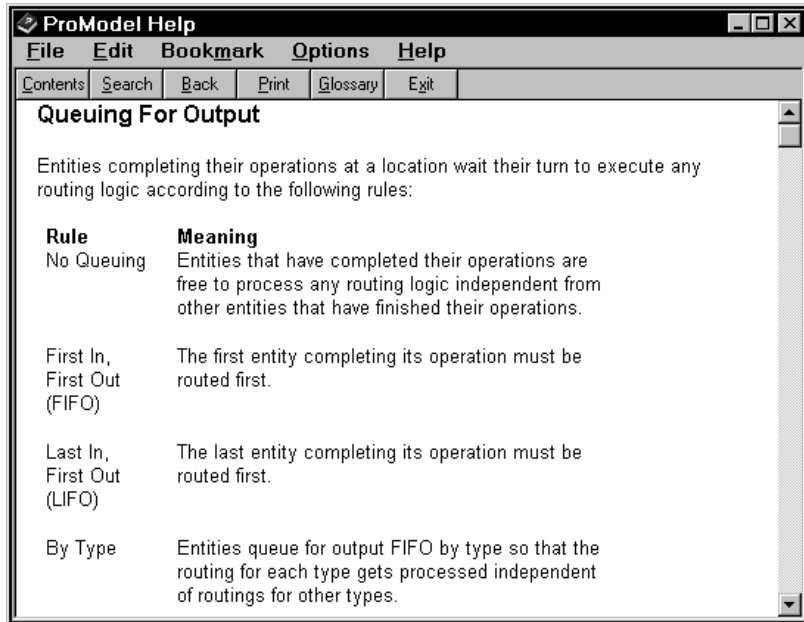 ProModel Help
File Edit Bookmark Options Help
Contents Search Back Print Glossary Exit
Queuing For Output
Entities completing their operations at a location wait their turn to execute any
routing logic according to the following rules:
Rule Meaning
No Queuing Entities that have completed their operations are
free to process any routing logic independent from
other entities that have finished their operations.
First In, The first entity completing its operation must be
First Out routed first.
(FIFO)
Last In, The last entity completing its operation must be
First Out routed first.
(LIFO)
By Type Entities queue for output FIFO by type so that the
routing for each type gets processed independent
of routings for other types.